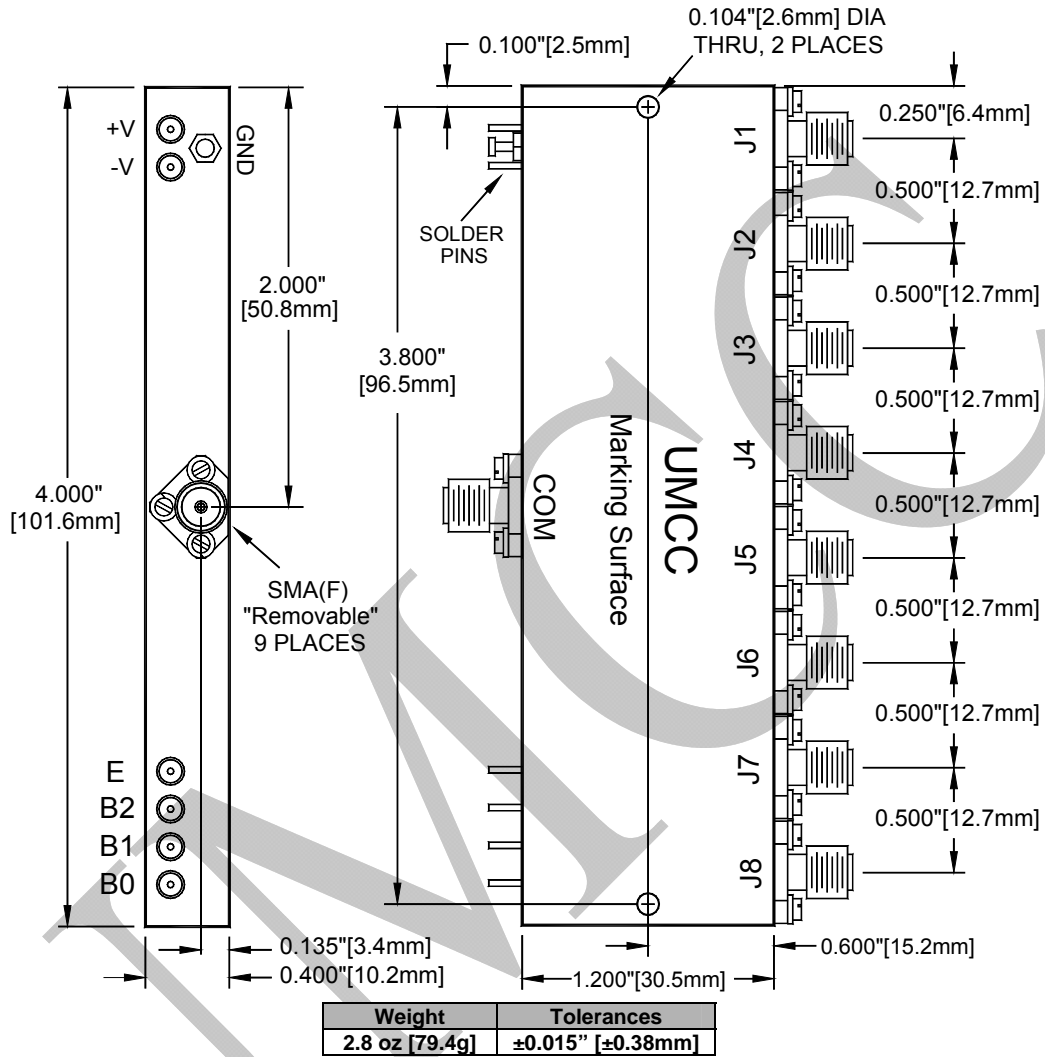 0.104"[2.6mm] DIA
THRU, 2 PLACES
0.100"[2.5mm]
+V
-V
GND
SOLDER
PINS
2.000"
[50.8mm]
4.000"
[101.6mm]
3.800"
[96.5mm]
SMA(F)
"Removable"
9 PLACES
E
B2
B1
B0
0.135"[3.4mm]
0.400"[10.2mm]
COM
Marking Surface
UMCC
J1
J2
J3
J4
J5
J6
J7
J8
0.250"[6.4mm]
0.500"[12.7mm]
0.500"[12.7mm]
0.500"[12.7mm]
0.500"[12.7mm]
0.500"[12.7mm]
0.500"[12.7mm]
0.500"[12.7mm]
0.600"[15.2mm]
1.200"[30.5mm]
Weight Tolerances
2.8 oz [79.4g] ±0.015” [±0.38mm]